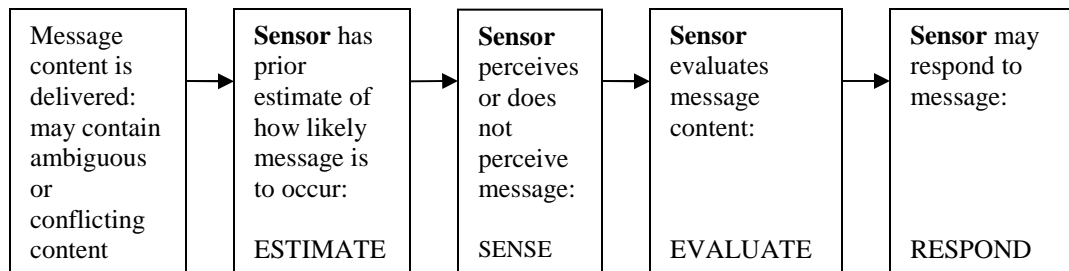 Message
content is
delivered:
may contain
ambiguous
or
conflicting
content
Sensor has
prior
estimate of
how likely
message is
to occur:
ESTIMATE
Sensor
perceives
or does
not
perceive
message:
SENSE
Sensor
evaluates
message
content:
EVALUATE
Sensor may
respond to
message:
RESPOND